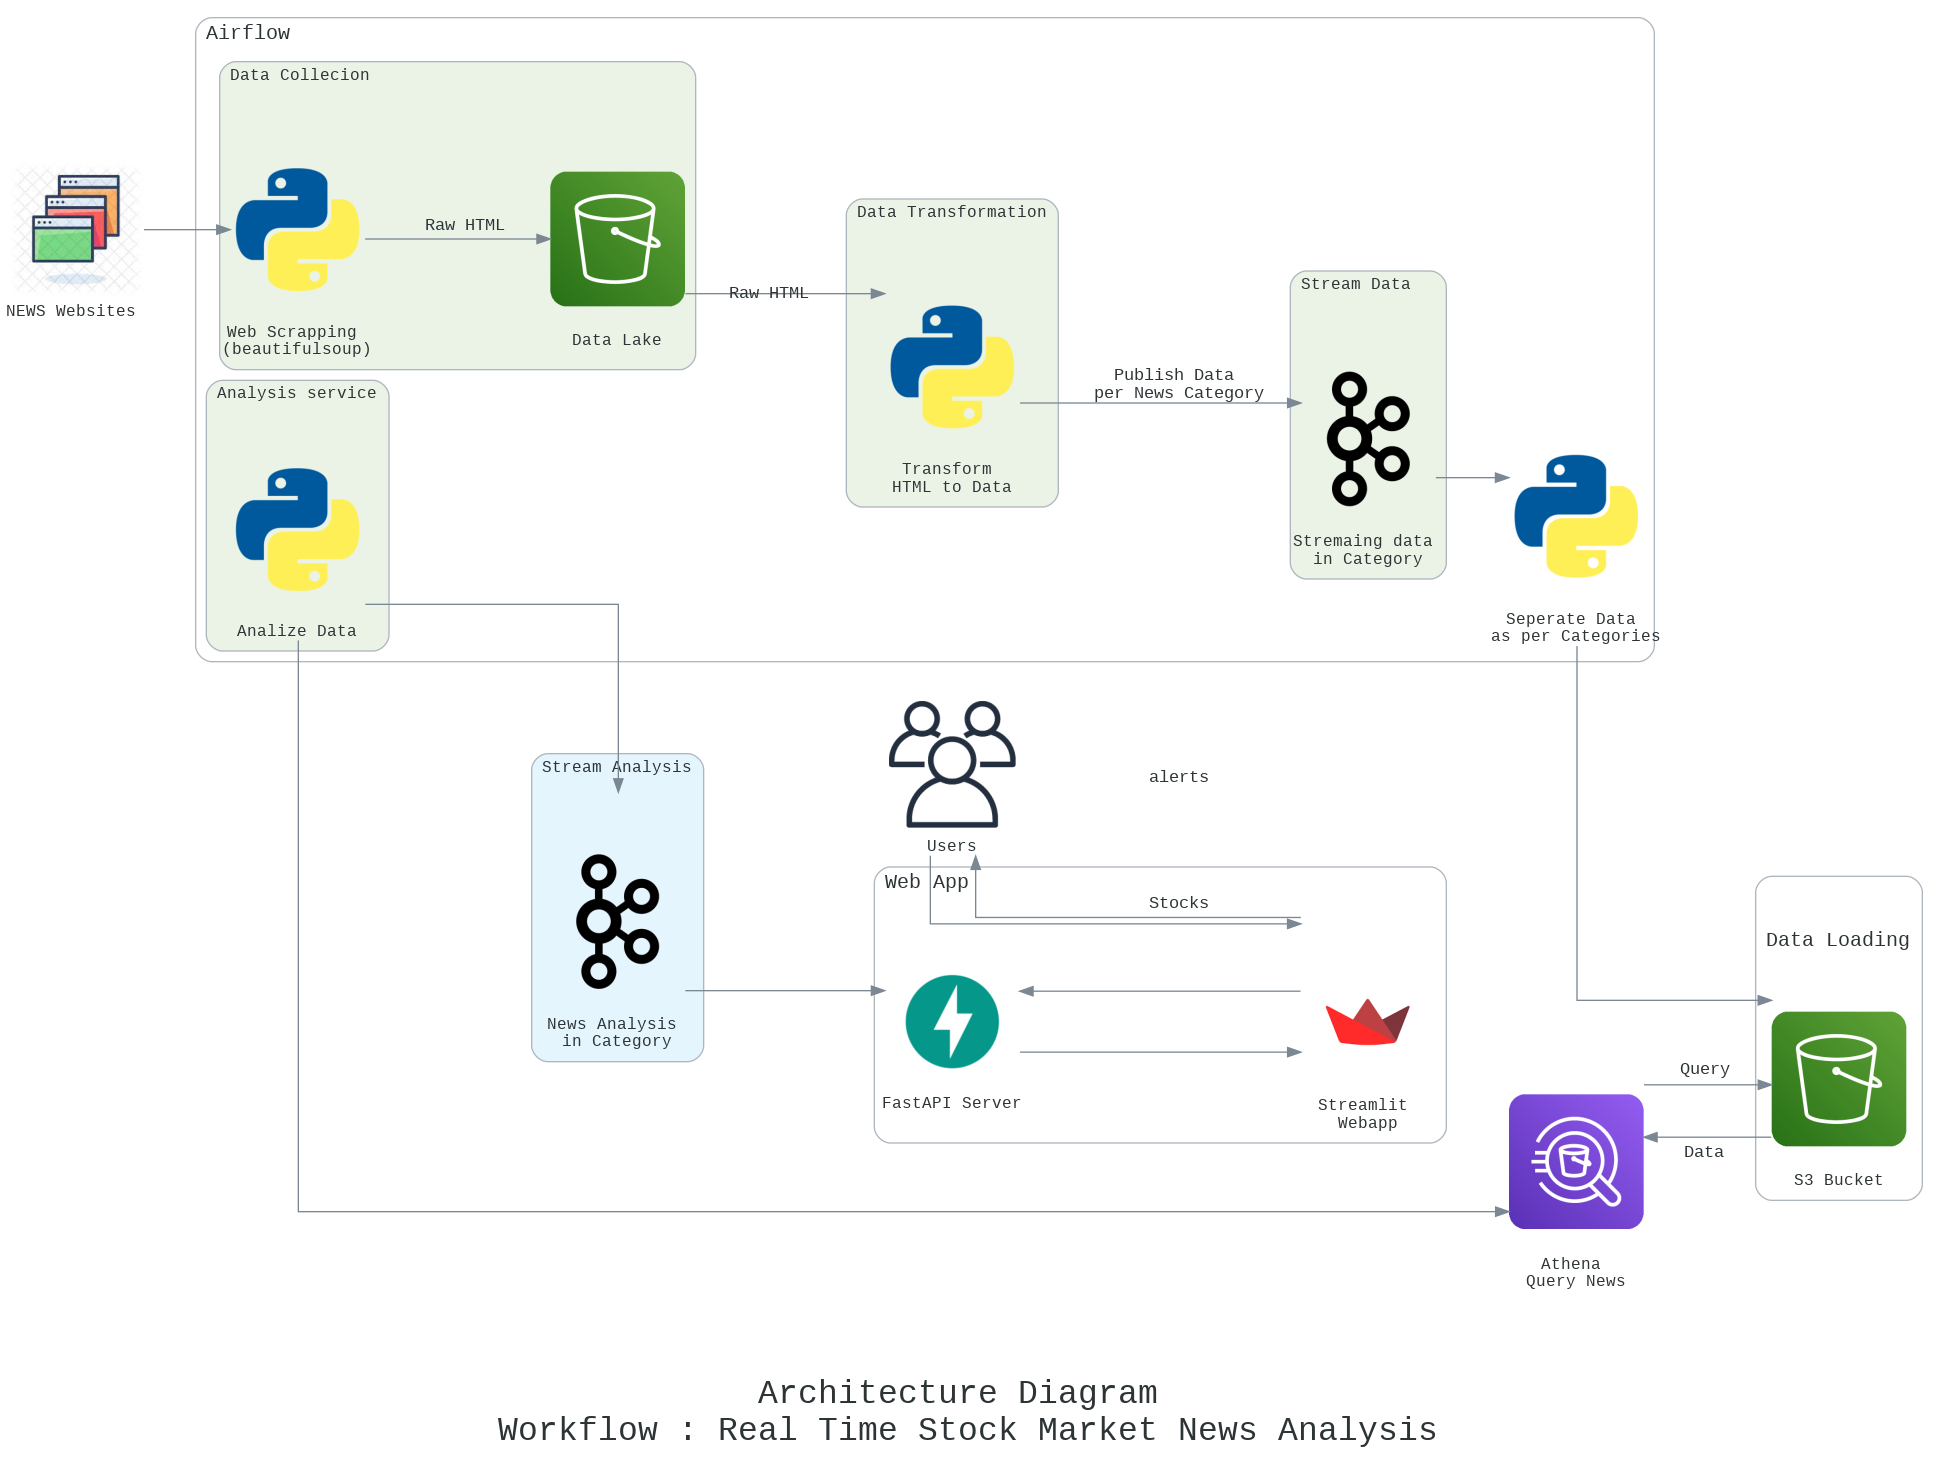 Airflow
Data Collecion
NEWS Websites
Raw HTML
Web Scrapping
(beautifulsoup)
Data Lake
Raw HTML
Data Transformation
Transform
HTML to Data
Publish Data
per News Category
Stream Data
Stremaing data
in Category
Seperate Data
as per Categories
Analysis service
Analize Data
Stream Analysis
News Analysis
in Category
Users
alerts
Web App
Stocks
FastAPI Server
Streamlit
Webapp
Data Loading
Query
Data
S3 Bucket
Athena
Query News
Architecture Diagram
Workflow : Real Time Stock Market News Analysis